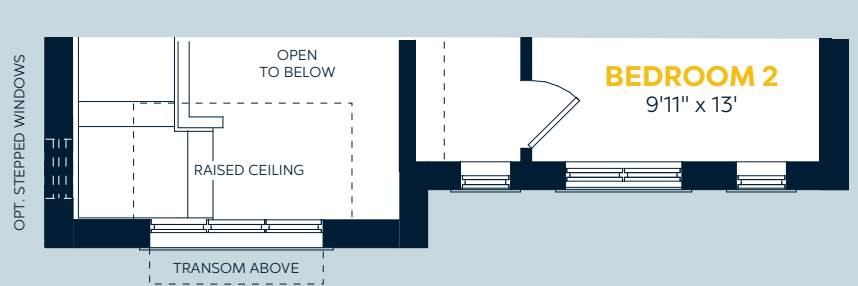 OPT. STEPPED WINDOWS
OPEN
TO BELOW
BEDROOM 2
9'11" x 13'
RAISED CEILING
TRANSOM ABOVE